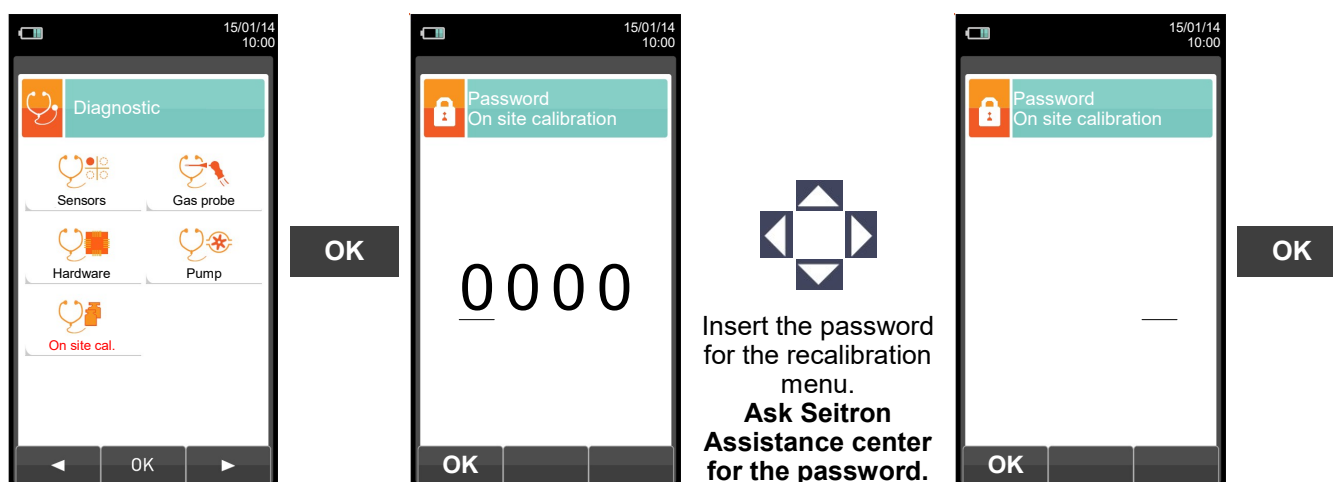 15/01/14
10:00
Diagnostic
Sensors
Gas probe
Hardware
Pump
On site cal.
OK
OK
15/01/14
10:00
Password
On site calibration
0000
OK
Insert the password
for the recalibration
menu.
Ask Seitron
Assistance center
for the password.
15/01/14
10:00
Password
On site calibration
OK
OK